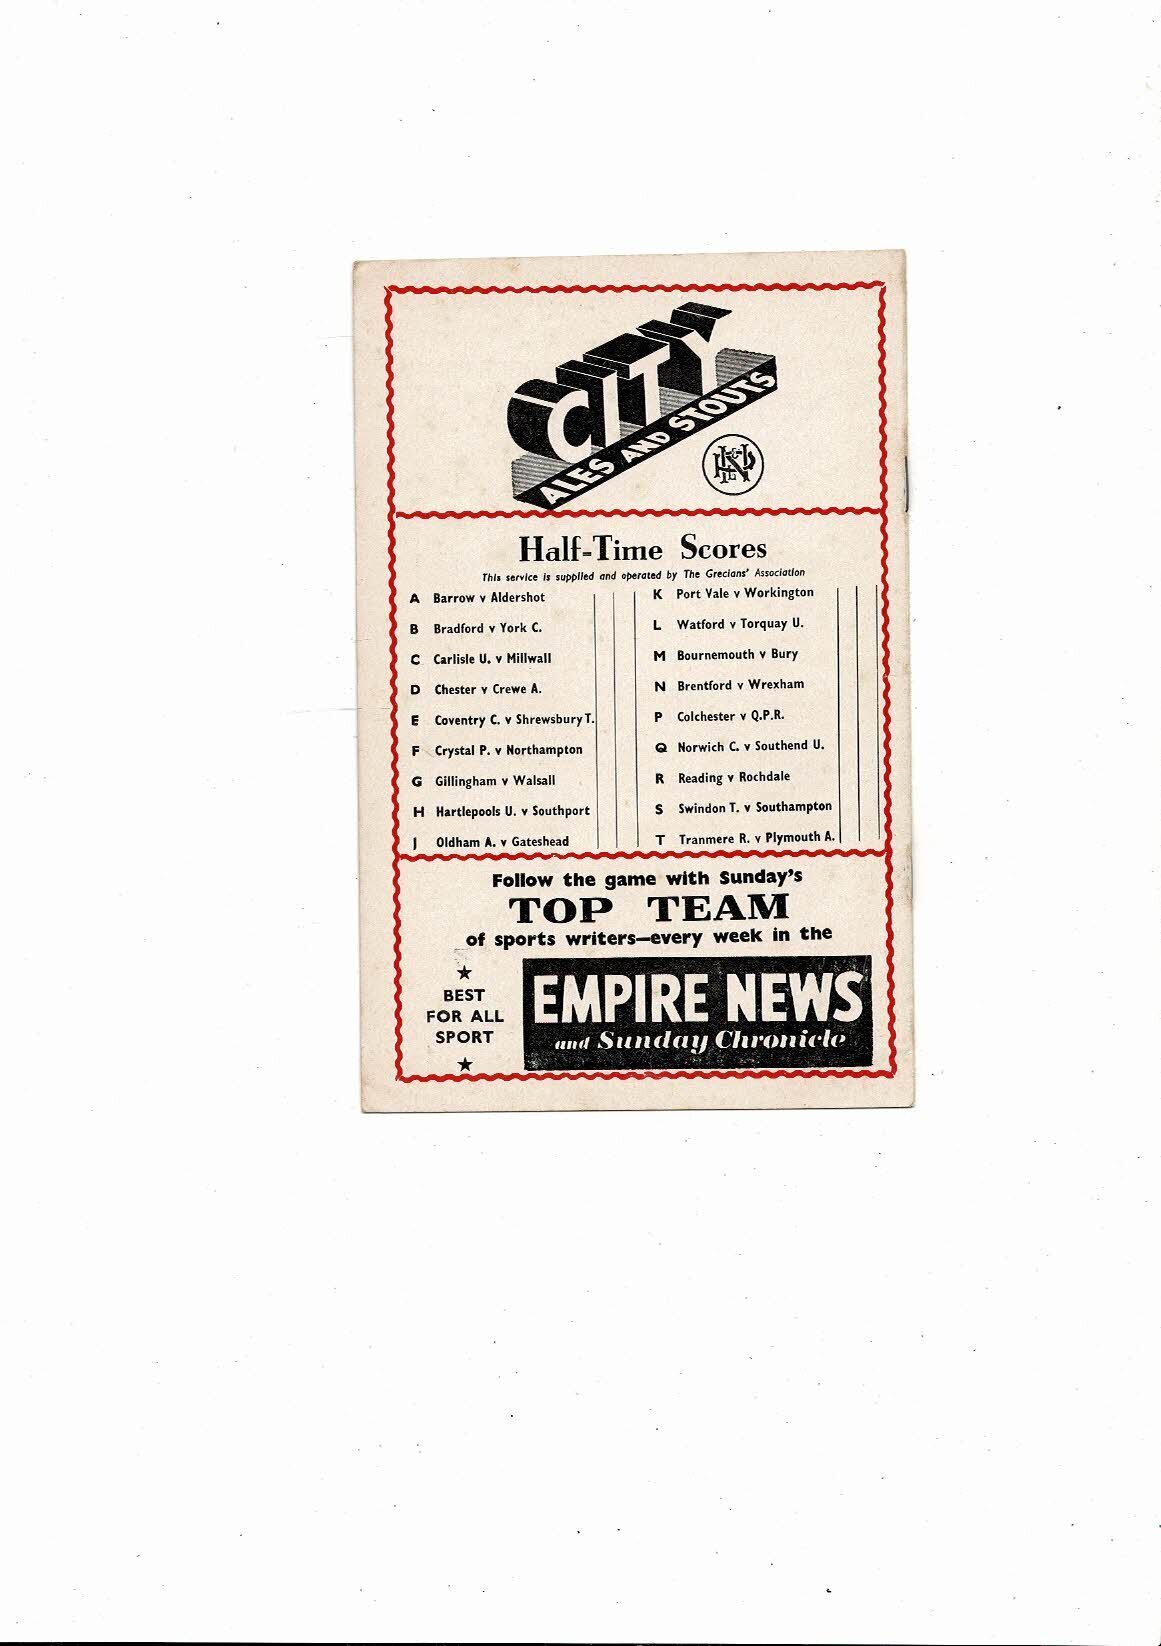 CITY
ALES AND STOUTS
Half-Time Scores
This service is supplied and operated by The Grecians' Association
A Barrow v Aldershot
B Bradford v York C.
C Carlisle U. v Millwall
D Chester v Crewe A.
E Coventry C. v Shrewsbury T.
F Crystal P. v Northampton
G Gillingham v Walsall
H Hartlepools U. v Southport
J Oldham A. v Gateshead
K Port Vale v Workington
L Watford v Torquay U.
M Bournemouth v Bury
N Brentford v Wrexham
P Colchester v Q.P.R.
Q Norwich C. v Southend U.
R Reading v Rochdale
S Swindon T. v Southampton
T Tranmere R. v Plymouth A.
Follow the game with Sunday's
TOP TEAM
of sports writers—every week in the
★
BEST
FOR ALL
SPORT
★
EMPIRE NEWS
and Sunday Chronicle